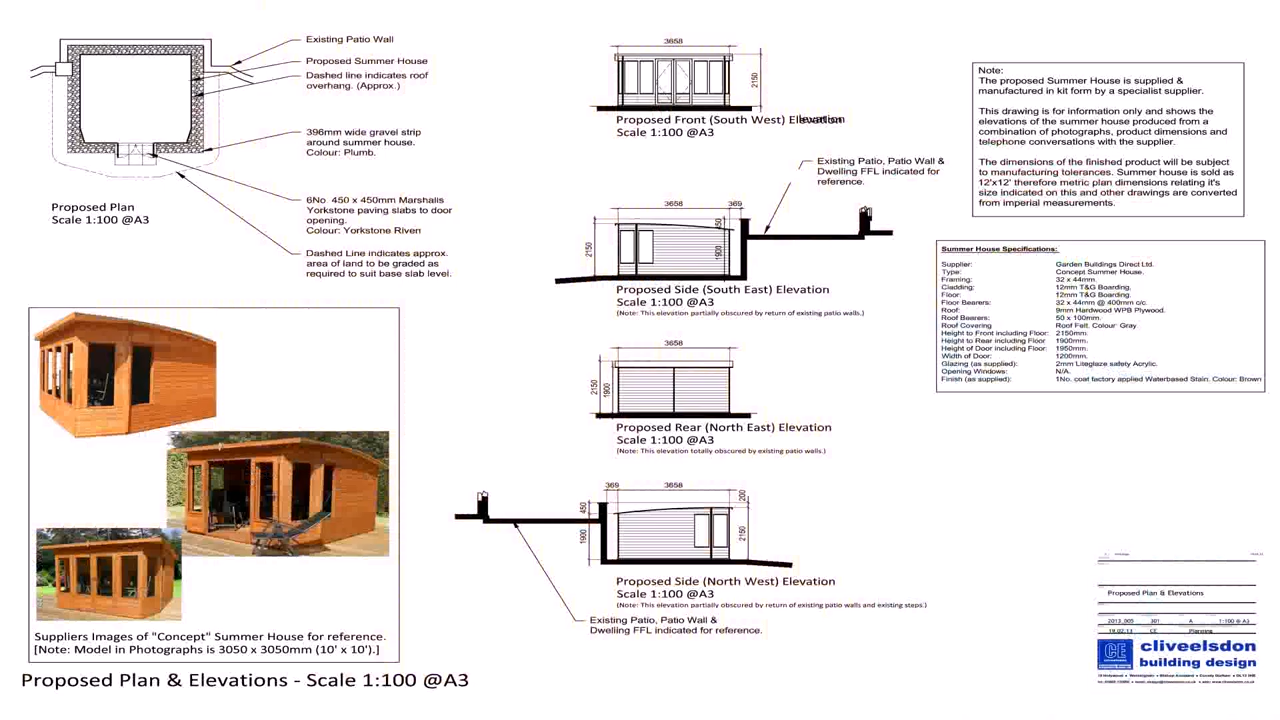 Existing Patio Wall
Proposed Summer House
Dashed line indicates roof
overhang. (Approx.)
396mm wide gravel strip
around summer house.
Colour: Plumb.
6No  450 x 450mm Marshalls
Yorkstone paving slabs to door
opening.
Colour: Yorkstone Riven
Dashed Line indicates approx.
area of land to be graded as
required to suit base slab level.
Proposed Plan
Scale 1:100 @A3
Suppliers Images of "Concept" Summer House for reference.
[Note: Model in Photographs is 3050 x 3050mm (10' x 10').]
Proposed Plan & Elevations - Scale 1:100 @A3
3658
2150
Proposed Front (South West) Elevation
Scale 1:100 @A3
Existing Patio, Patio Wall &
Dwelling FFL indicated for
reference.
3658
369
450
2150
1900
Proposed Side (South East) Elevation
Scale 1:100 @A3
(Note: This elevation partially obscured by return of existing patio walls.)
3658
2150
1900
Proposed Rear (North East) Elevation
Scale 1:100 @A3
(Note: This elevation totally obscured by existing patio walls.)
369
3658
200
450
1900
2150
Proposed Side (North West) Elevation
Scale 1:100 @A3
(Note: This elevation partially obscured by return of existing patio walls and existing steps.)
Existing Patio, Patio Wall &
Dwelling FFL indicated for reference.
Note:
The proposed Summer House is supplied &
manufactured in kit form by a specialist supplier.
This drawing is for information only and shows the
elevations of the summer house produced from a
combination of photographs, product dimensions and
telephone conversations with the supplier.
The dimensions of the finished product will be subject
to manufacturing tolerances. Summer house is sold as
12'x12' therefore metric plan dimensions relating it's
size indicated on this and other drawings are converted
from imperial measurements.
Summer House Specifications:
Supplier: Garden Buildings Direct Ltd.
Type: Concept Summer House.
Framing: 32 x 44mm.
Cladding: 12mm T&G Boarding.
Floor: 12mm T&G Boarding.
Floor Bearers: 32 x 44mm @ 400mm c/c.
Roof: 9mm Hardwood WPB Plywood.
Roof Bearers: 50 x 100mm.
Roof Covering Roof Felt. Colour: Gray
Height to Front including Floor: 2150mm.
Height to Rear including Floor 1900mm.
Height of Door including Floor: 1950mm.
Width of Door: 1200mm.
Glazing (as supplied): 2mm Liteglaze safety Acrylic.
Opening Windows: N/A.
Finish (as supplied): 1No. coat factory applied Waterbased Stain. Colour: Brown
Proposed Plan & Elevations
2013_005 301 A 1:100 @ A3
19.02.13 CE Planning
CE
cliveelsdon
building design